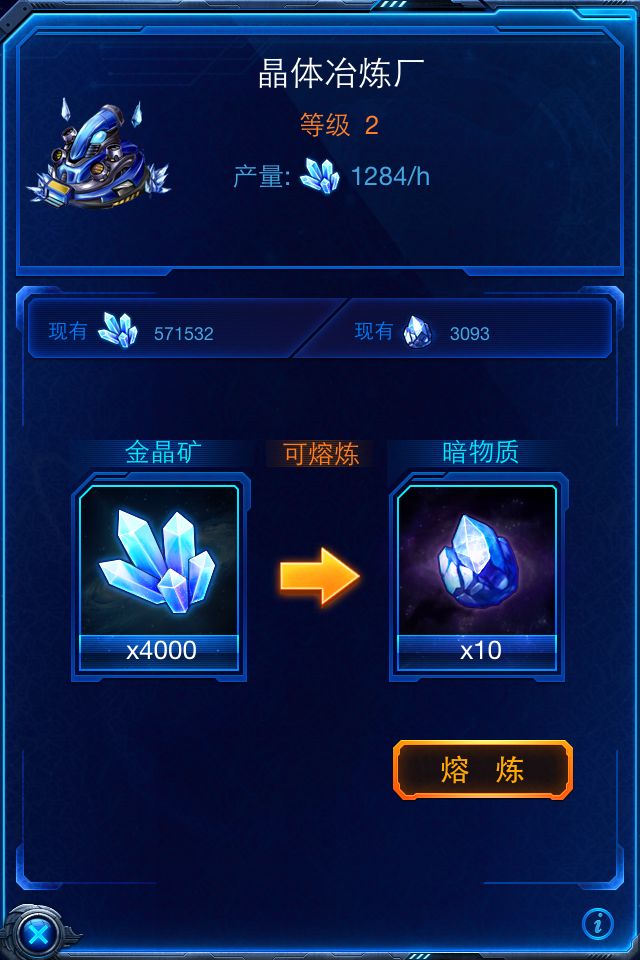 晶体冶炼厂
等级 2
产量: 1284/h
现有 571532 现有 3093
金晶矿 可熔炼 暗物质
x4000 x10
熔 炼
i